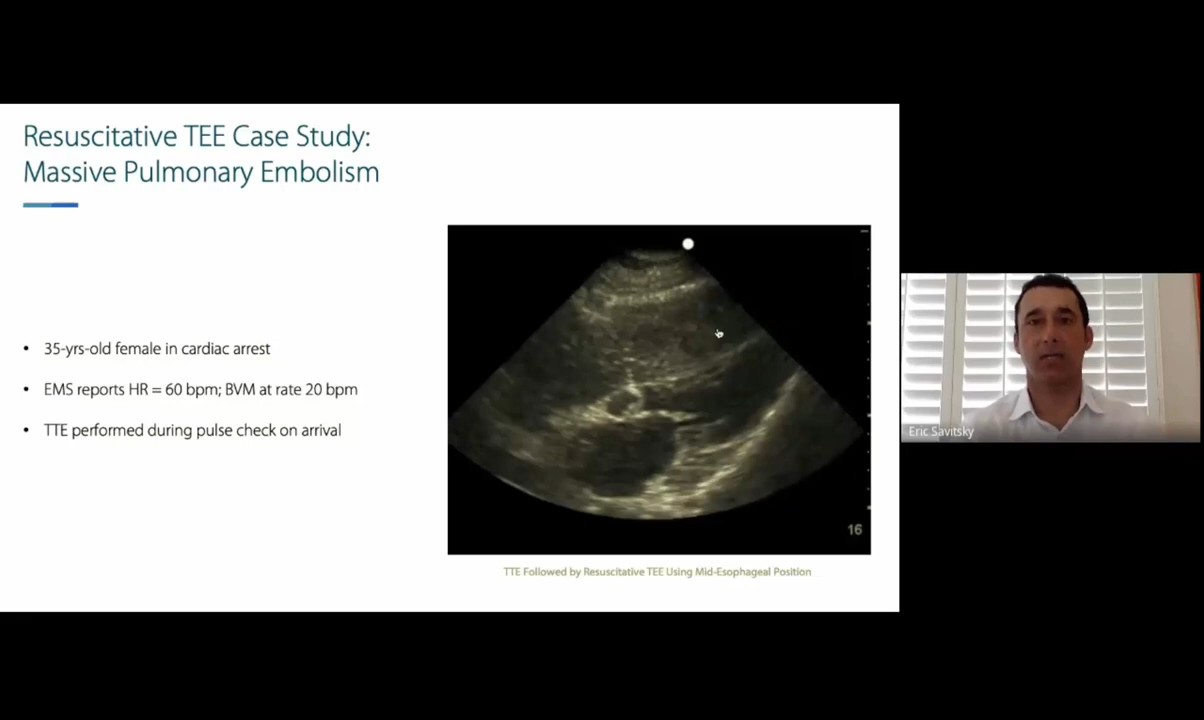 Resuscitative TEE Case Study:
Massive Pulmonary Embolism
• 35-yrs-old female in cardiac arrest
• EMS reports HR = 60 bpm; BVM at rate 20 bpm
• TTE performed during pulse check on arrival
16
TTE Followed by Resuscitative TEE Using Mid-Esophageal Position
Eric Savitsky